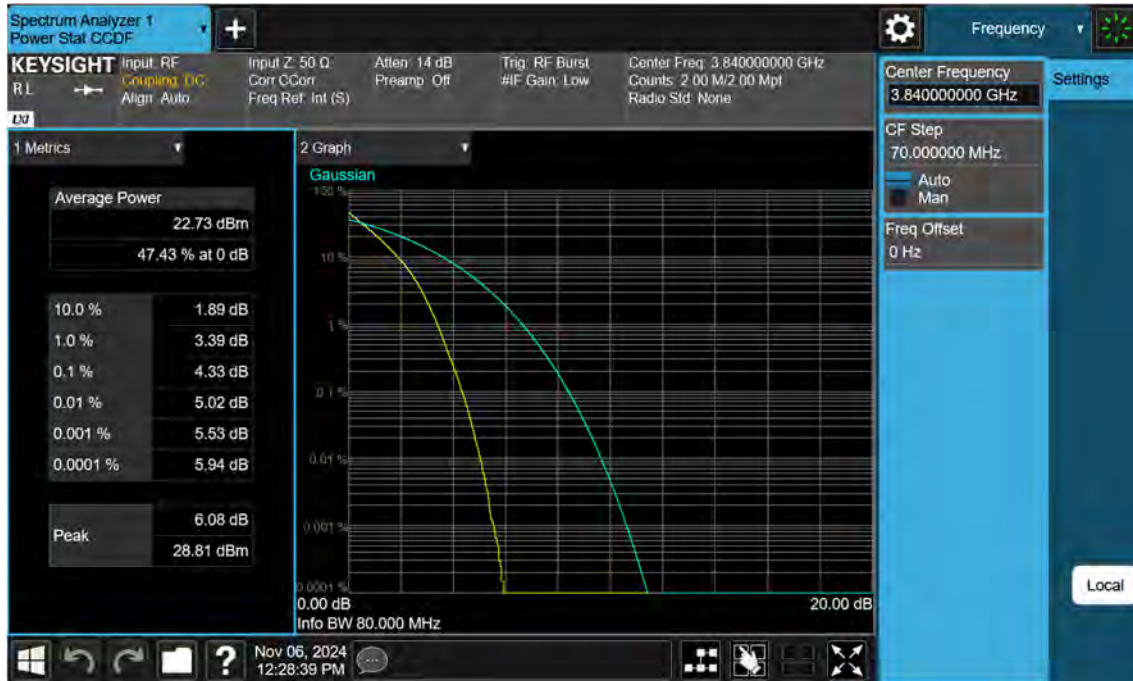 Spectrum Analyzer 1
Power Stat CCDF
Frequency
KEYSIGHT
RL
LXI
Input: RF
Coupling: DC
Align: Auto
Input Z: 50 Ω
Corr CCorr
Freq Ref: Int (S)
Atten: 14 dB
Preamp: Off
Trig: RF Burst
#IF Gain: Low
Center Freq: 3.840000000 GHz
Counts: 2.00 M/2.00 Mpt
Radio Std: None
Center Frequency
3.840000000 GHz
Settings
CF Step
70.000000 MHz
Auto
Man
Freq Offset
0 Hz
1 Metrics
Average Power
22.73 dBm
47.43 % at 0 dB
10.0 % 1.89 dB
1.0 % 3.39 dB
0.1 % 4.33 dB
0.01 % 5.02 dB
0.001 % 5.53 dB
0.0001 % 5.94 dB
Peak
6.08 dB
28.81 dBm
2 Graph
Gaussian
100 %
10 %
1 %
0.1 %
0.01 %
0.001 %
0.0001 %
0.00 dB
20.00 dB
Info BW 80.000 MHz
Local
Nov 06, 2024
12:28:39 PM